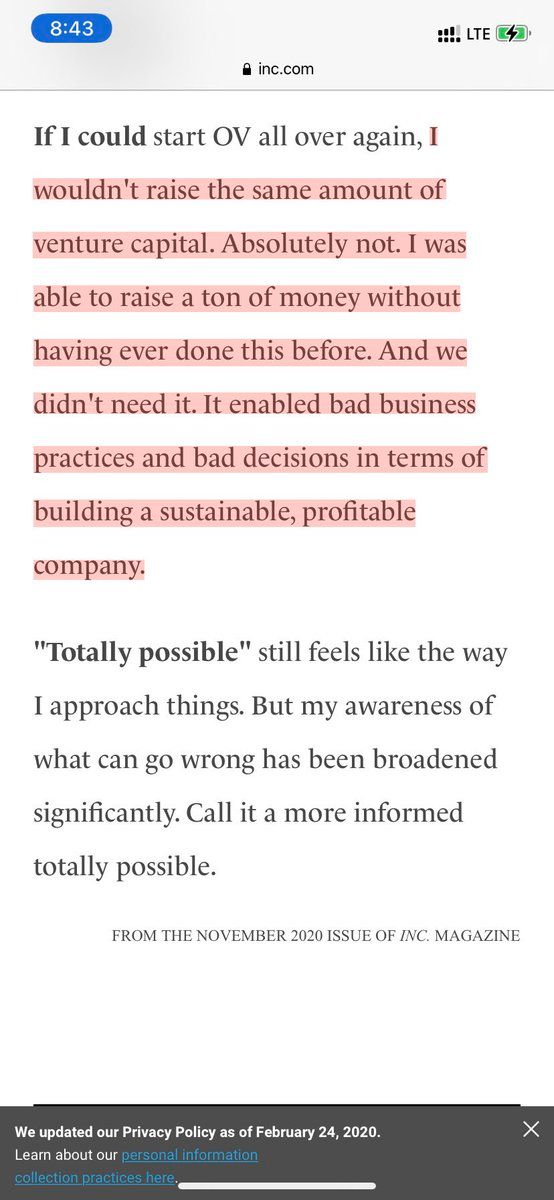 8:43
LTE
inc.com
If I could start OV all over again, I
wouldn't raise the same amount of
venture capital. Absolutely not. I was
able to raise a ton of money without
having ever done this before. And we
didn't need it. It enabled bad business
practices and bad decisions in terms of
building a sustainable, profitable
company.
"Totally possible" still feels like the way
I approach things. But my awareness of
what can go wrong has been broadened
significantly. Call it a more informed
totally possible.
FROM THE NOVEMBER 2020 ISSUE OF INC. MAGAZINE
We updated our Privacy Policy as of February 24, 2020.
Learn about our personal information
collection practices here.